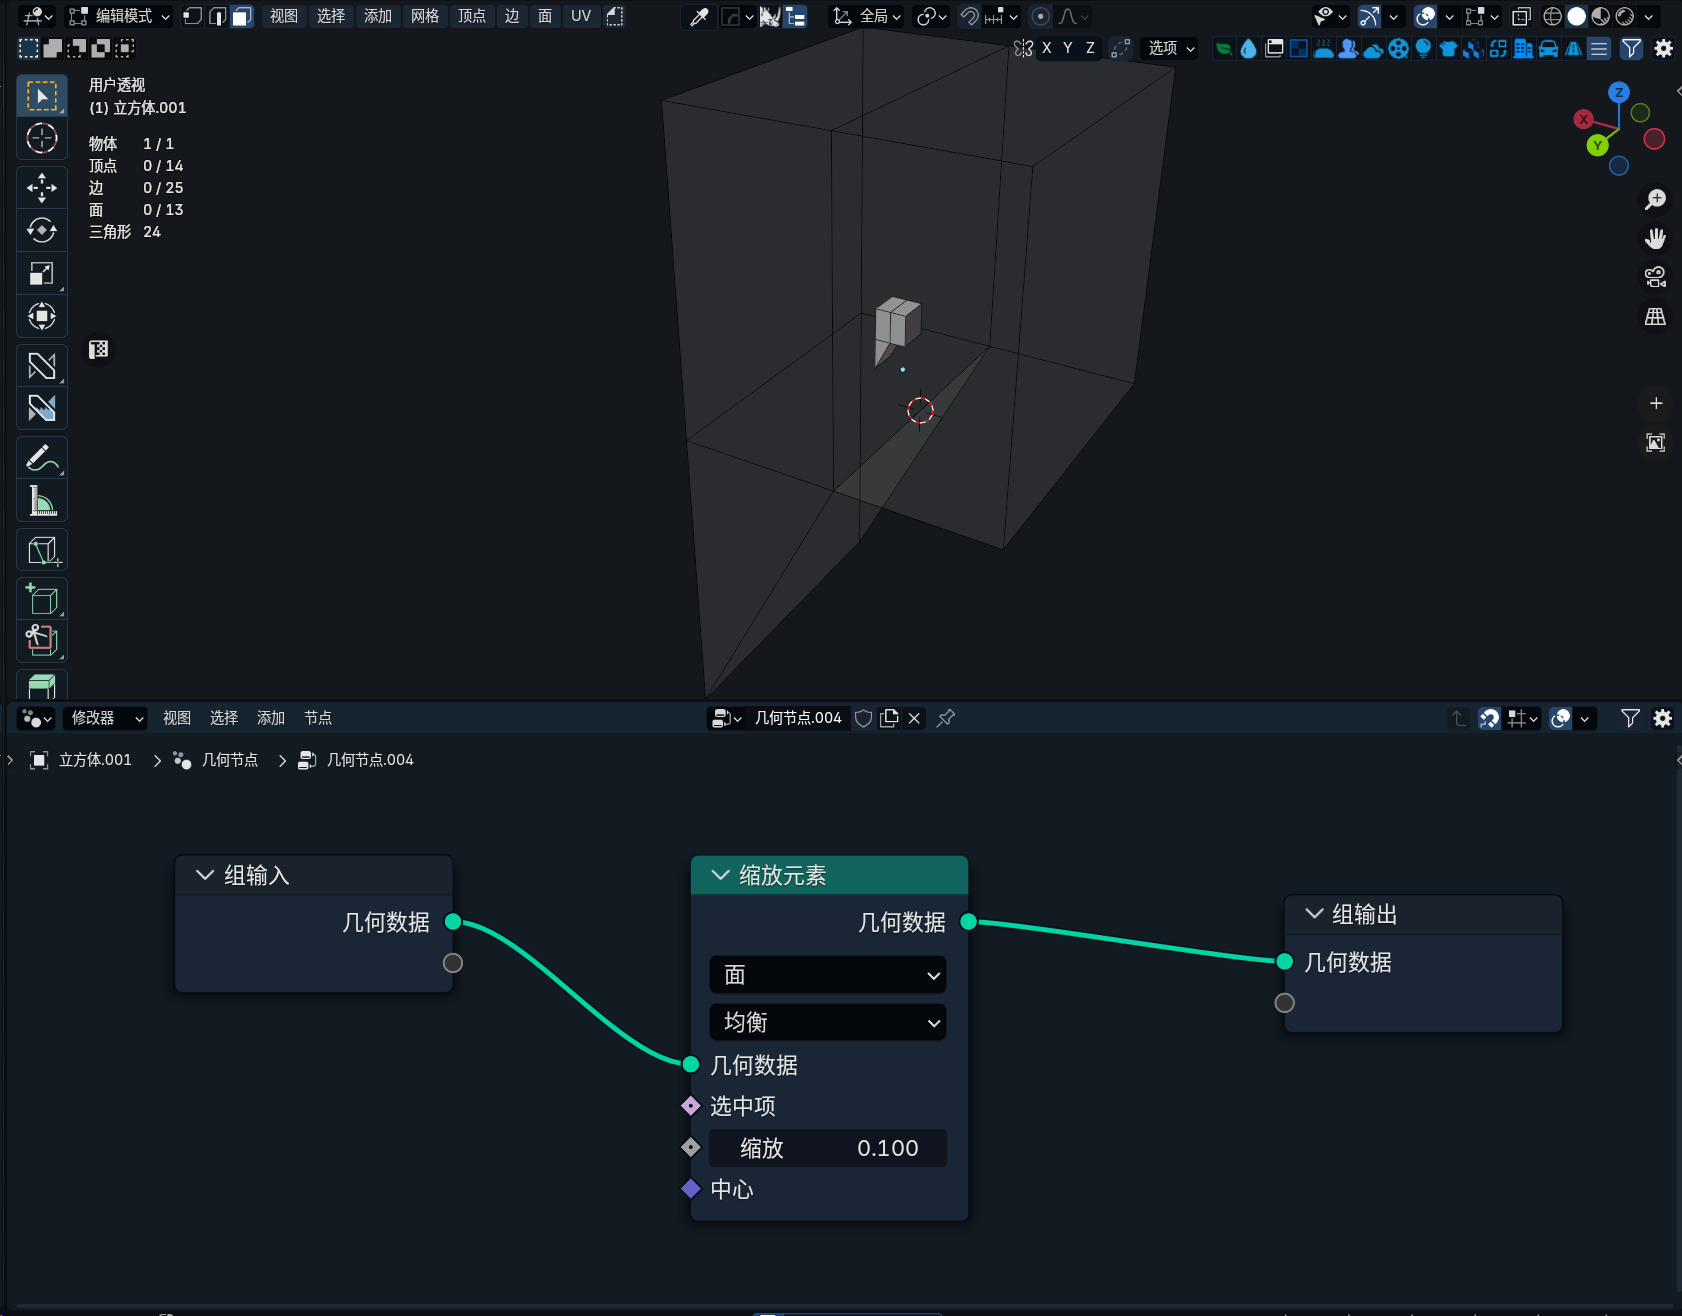 编辑模式 视图 选择 添加 网格 顶点 边 面 UV 全局
X Y Z 选项
用户透视
(1) 立方体.001
物体 1 / 1
顶点 0 / 14
边 0 / 25
面 0 / 13
三角形 24
Z
X
Y
修改器 视图 选择 添加 节点 几何节点.004
立方体.001 几何节点 几何节点.004
组输入
几何数据
缩放元素
几何数据
面
均衡
几何数据
选中项
缩放 0.100
中心
组输出
几何数据